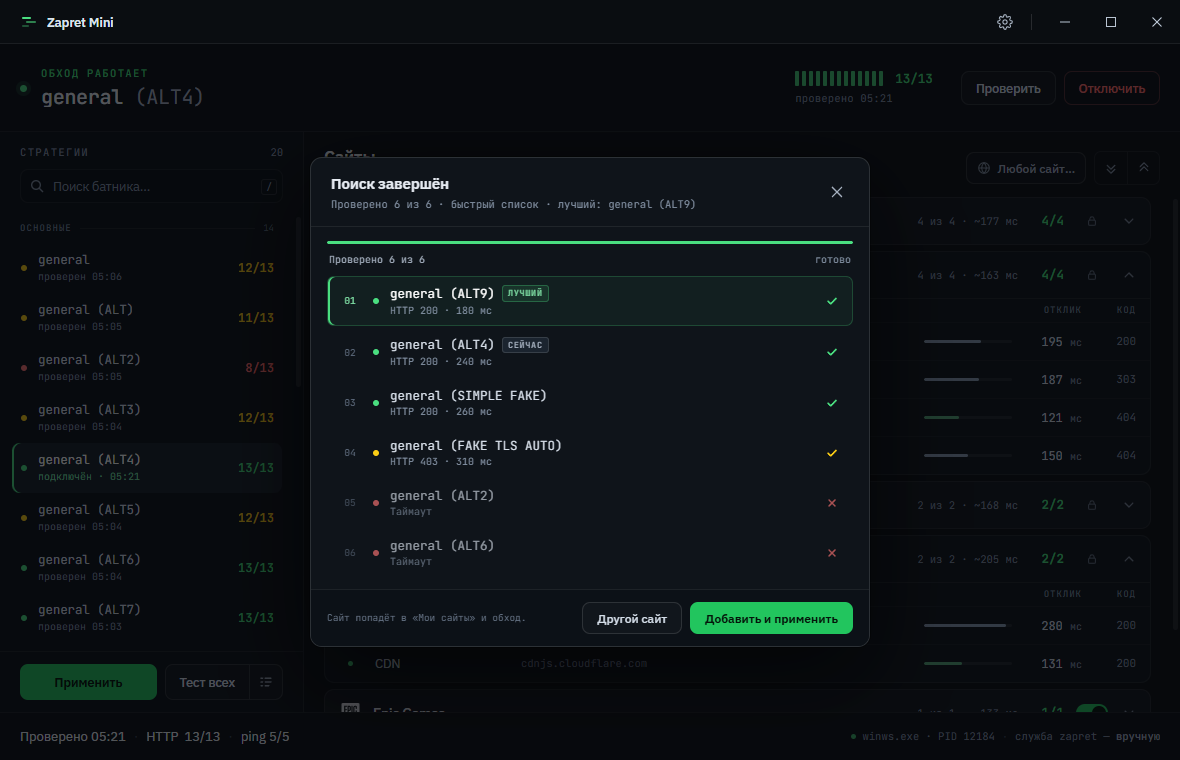 Zapret Mini
ОБХОД РАБОТАЕТ
general (ALT4)
13/13
проверено 05:21
Проверить
Отключить
СТРАТЕГИИ 20
Поиск батника... /
ОСНОВНЫЕ 14
general 12/13
проверен 05:06
general (ALT) 11/13
проверен 05:05
general (ALT2) 8/13
проверен 05:05
general (ALT3) 12/13
проверен 05:04
general (ALT4) 13/13
подключён · 05:21
general (ALT5) 12/13
проверен 05:04
general (ALT6) 13/13
проверен 05:04
general (ALT7) 13/13
проверен 05:03
Применить
Тест всех
Сайты
Любой сайт...
4 из 4 · ~177 мс 4/4
4 из 4 · ~163 мс 4/4
ОТКЛИК КОД
195 мс 200
187 мс 303
121 мс 404
150 мс 404
2 из 2 · ~168 мс 2/2
2 из 2 · ~205 мс 2/2
ОТКЛИК КОД
280 мс 200
CDN cdnjs.cloudflare.com 131 мс 200
Epic Games 1/1
Поиск завершён
Проверено 6 из 6 · быстрый список · лучший: general (ALT9)
Проверено 6 из 6 готово
01 general (ALT9) ЛУЧШИЙ
HTTP 200 · 180 мс
02 general (ALT4) СЕЙЧАС
HTTP 200 · 240 мс
03 general (SIMPLE FAKE)
HTTP 200 · 260 мс
04 general (FAKE TLS AUTO)
HTTP 403 · 310 мс
05 general (ALT2)
Таймаут
06 general (ALT6)
Таймаут
Сайт попадёт в «Мои сайты» и обход.
Другой сайт
Добавить и применить
Проверено 05:21 · HTTP 13/13 · ping 5/5
winws.exe · PID 12184 · служба zapret — вручную